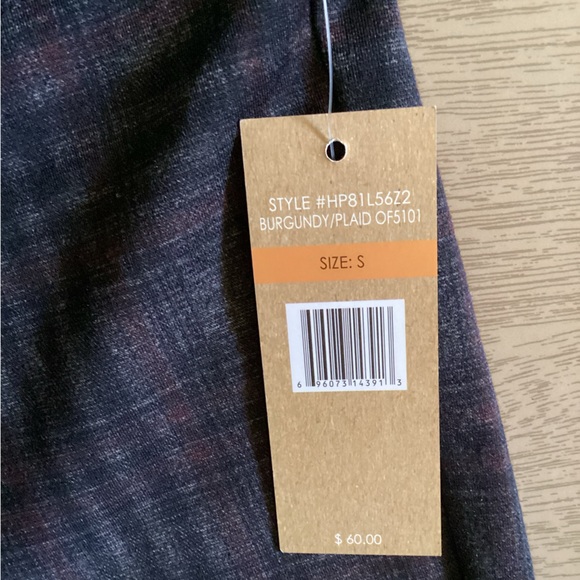 STYLE #HP81L56Z2
BURGUNDY/PLAID OF5101
SIZE: S
6 96073 14391 3
$ 60.00